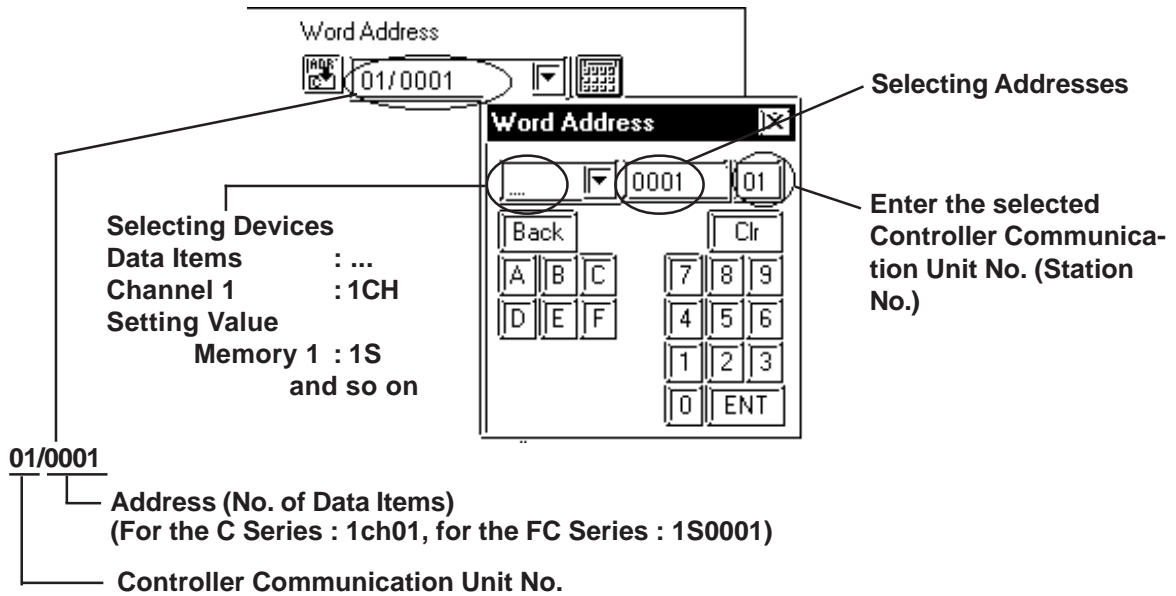 Word Address
ADR
C
01/0001
Selecting Addresses
Word Address
....
0001
01
Enter the selected
Controller Communica-
tion Unit No. (Station
No.)
Selecting Devices
Data Items : ...
Channel 1 : 1CH
Setting Value
Memory 1 : 1S
and so on
Back Clr
A B C 7 8 9
D E F 4 5 6
1 2 3
0 ENT
01/0001
Address (No. of Data Items)
(For the C Series : 1ch01, for the FC Series : 1S0001)
Controller Communication Unit No.